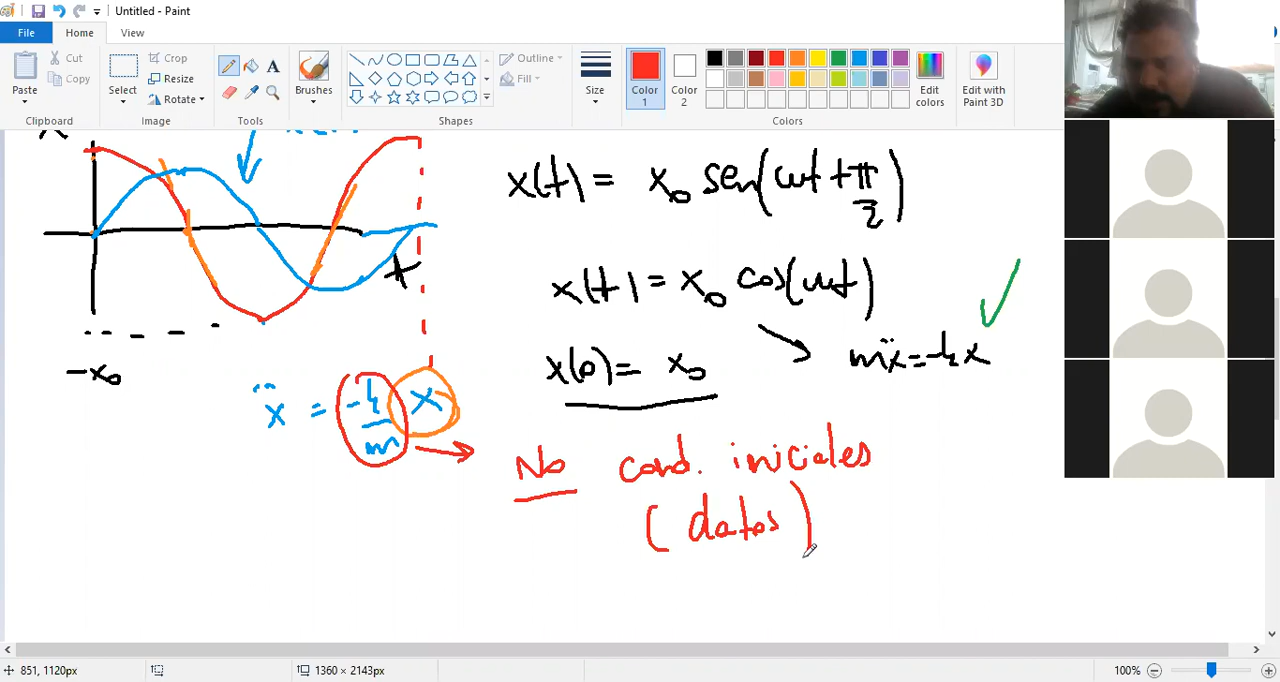 Untitled - Paint
File
Home
View
Paste
Cut
Copy
Clipboard
Select
Crop
Resize
Rotate
Image
A
Tools
Brushes
Outline
Fill
Shapes
Size
Color 1
Color 2
Edit colors
Edit with Paint 3D
Colors
x(t) = x₀ sen(ωt + π/2)
t
x(t) = x₀ cos(ωt)
-x₀
x(0) = x₀
mẍ = -kx
ẍ = -k/m x
No cond. iniciales
(datos)
851, 1120px
1360 × 2143px
100%